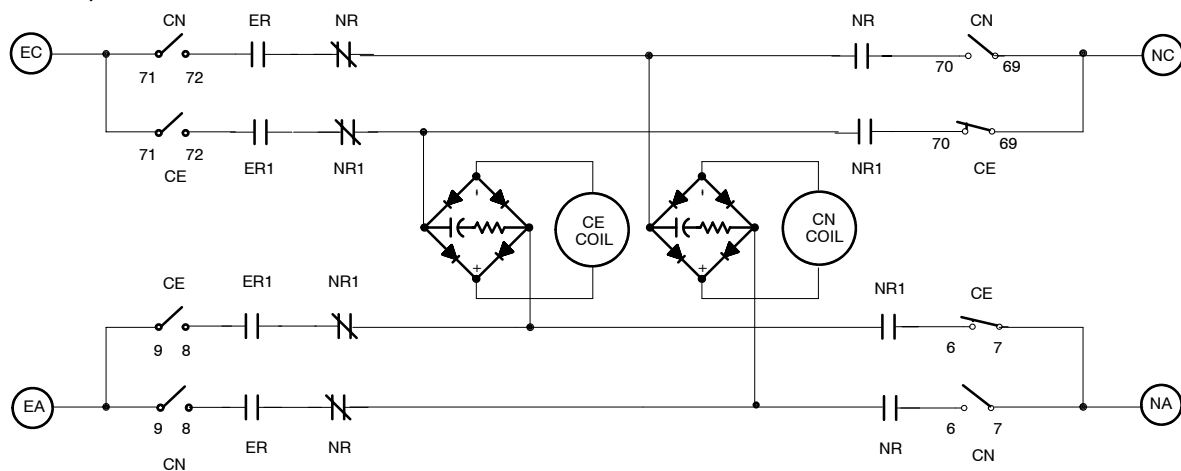 CN ER NR NR CN
EC NC
71 72 70 69
71 72 70 69
CE ER1 NR1 NR1 CE
- -
CE COIL
CN COIL
+ +
CE ER1 NR1 NR1 CE
9 8 6 7
EA NA
9 8 6 7
CN ER NR NR CN